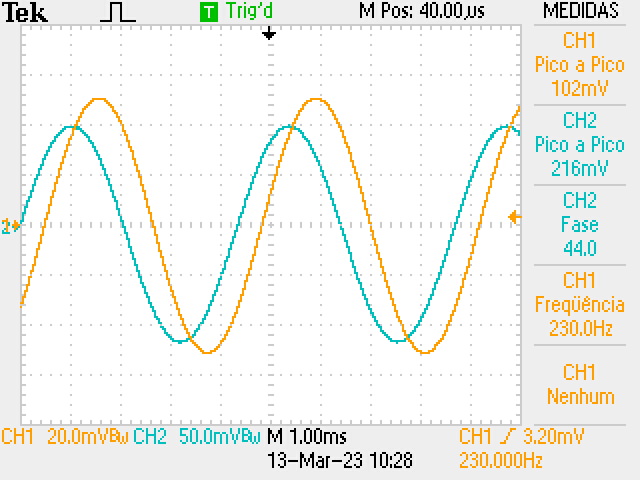 Tek T Trig'd M Pos: 40.00µs MEDIDAS
CH1
Pico a Pico
102mV
CH2
Pico a Pico
216mV
CH2
Fase
44.0
CH1
Freqüência
230.0Hz
CH1
Nenhum
1
2
CH1 20.0mVBw CH2 50.0mVBw M 1.00ms CH1 3.20mV
13-Mar-23 10:28 230.000Hz